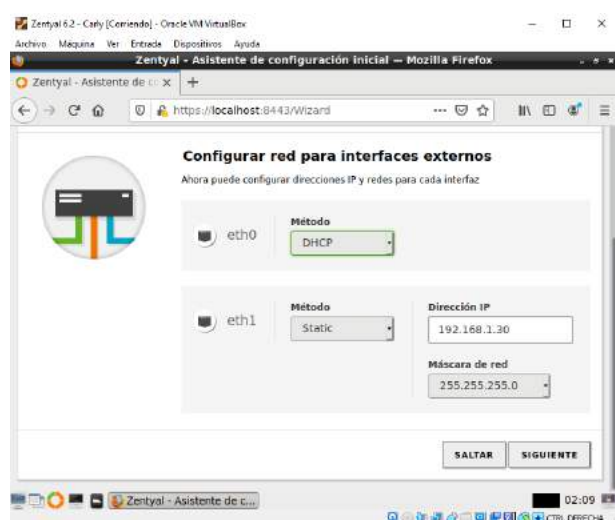 Zentyal 6.2 - Carly [Corriendo] - Oracle VM VirtualBox
Archivo Máquina Ver Entrada Dispositivos Ayuda
Zentyal - Asistente de configuración inicial — Mozilla Firefox
Zentyal - Asistente de co
https://localhost:8443/Wizard
Configurar red para interfaces externos
Ahora puede configurar direcciones IP y redes para cada interfaz
eth0
Método
DHCP
eth1
Método
Static
Dirección IP
192.168.1.30
Máscara de red
255.255.255.0
SALTAR
SIGUIENTE
Zentyal - Asistente de c...
02:09
CTRL DERECHA